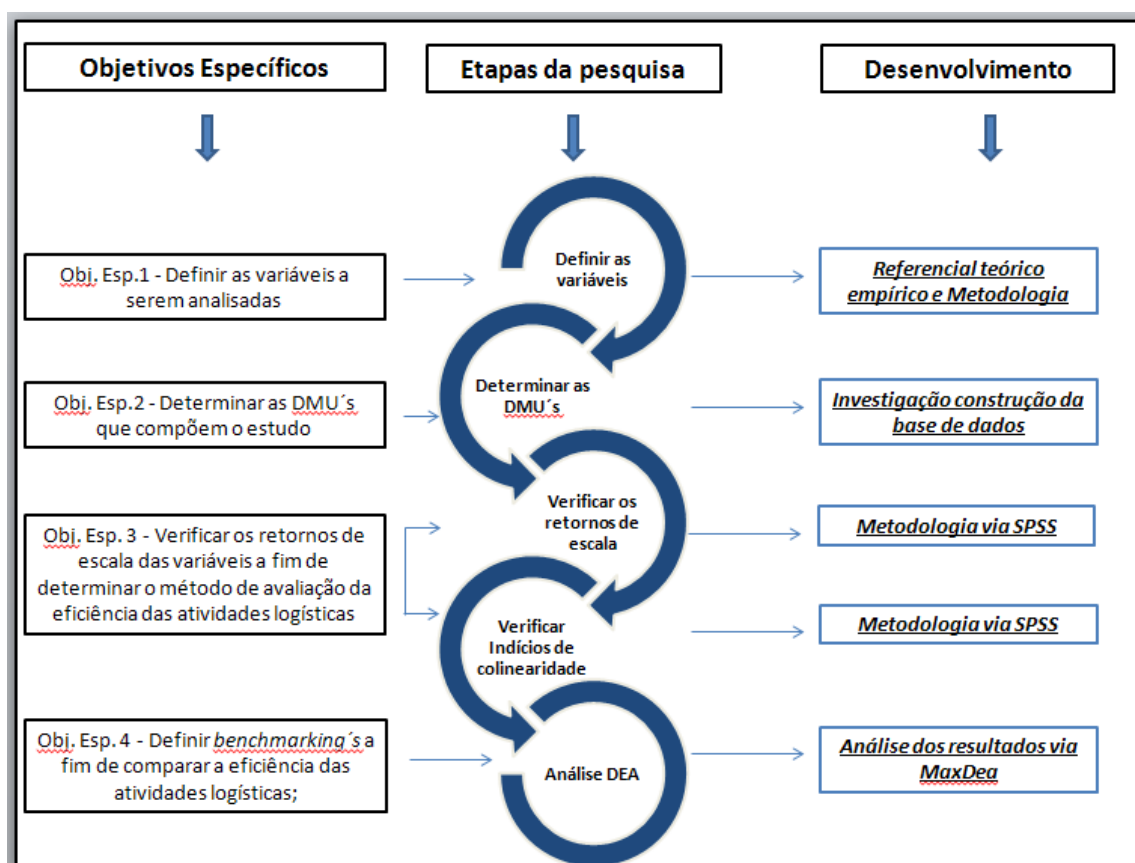 Objetivos Específicos
Etapas da pesquisa
Desenvolvimento
Obj. Esp.1 - Definir as variáveis a
serem analisadas
Definir as
variáveis
Referencial teórico
empírico e Metodologia
Obj. Esp.2 - Determinar as DMU´s
que compõem o estudo
Determinar as
DMU´s
Investigação construção da
base de dados
Obj. Esp. 3 - Verificar os retornos de
escala das variáveis a fim de
determinar o método de avaliação da
eficiência das atividades logísticas
Verificar os
retornos de
escala
Metodologia via SPSS
Verificar
Indícios de
colinearidade
Metodologia via SPSS
Obj. Esp. 4 - Definir benchmarking´s a
fim de comparar a eficiência das
atividades logísticas;
Análise DEA
Análise dos resultados via
MaxDea